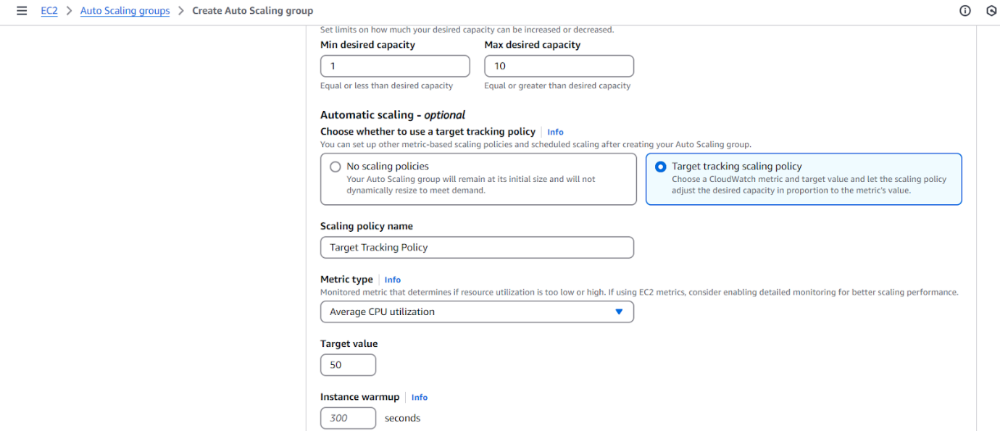 EC2 > Auto Scaling groups > Create Auto Scaling group
Set limits on how much your desired capacity can be increased or decreased.
Min desired capacity Max desired capacity
1 10
Equal or less than desired capacity Equal or greater than desired capacity
Automatic scaling - optional
Choose whether to use a target tracking policy | Info
You can set up other metric-based scaling policies and scheduled scaling after creating your Auto Scaling group.
No scaling policies
Your Auto Scaling group will remain at its initial size and will not
dynamically resize to meet demand.
Target tracking scaling policy
Choose a CloudWatch metric and target value and let the scaling policy
adjust the desired capacity in proportion to the metric's value.
Scaling policy name
Target Tracking Policy
Metric type | Info
Monitored metric that determines if resource utilization is too low or high. If using EC2 metrics, consider enabling detailed monitoring for better scaling performance.
Average CPU utilization
Target value
50
Instance warmup | Info
300 seconds